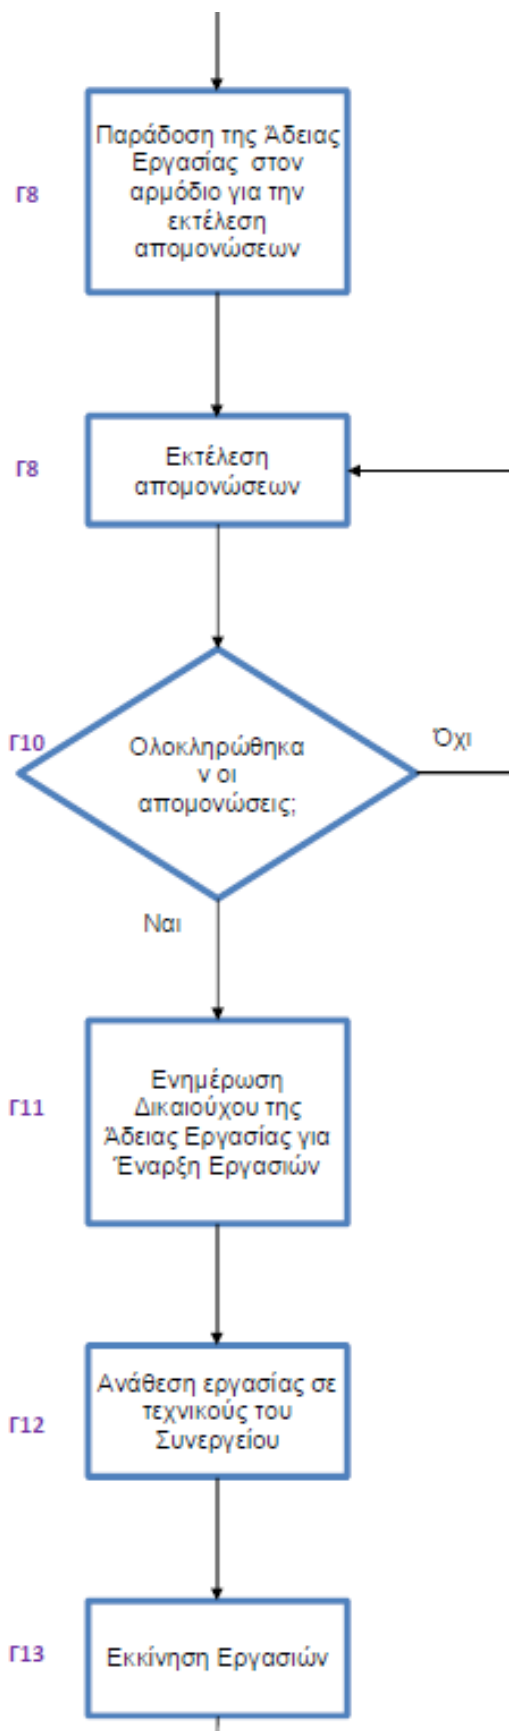 Παράδοση της Άδειας
Εργασίας στον
Γ8
αρμόδιο για την
εκτέλεση
απομονώσεων
Γ8
Εκτέλεση
απομονώσεων
Γ10
Όχι
Ολοκληρώθηκα
ν οι
απομονώσεις;
Ναι
Ενημέρωση
Γ11
Δικαιούχου της
Άδειας Εργασίας για
Έναρξη Εργασιών
Ανάθεση εργασίας σε
Γ12
τεχνικούς του
Συνεργείου
Γ13
Εκκίνηση Εργασιών